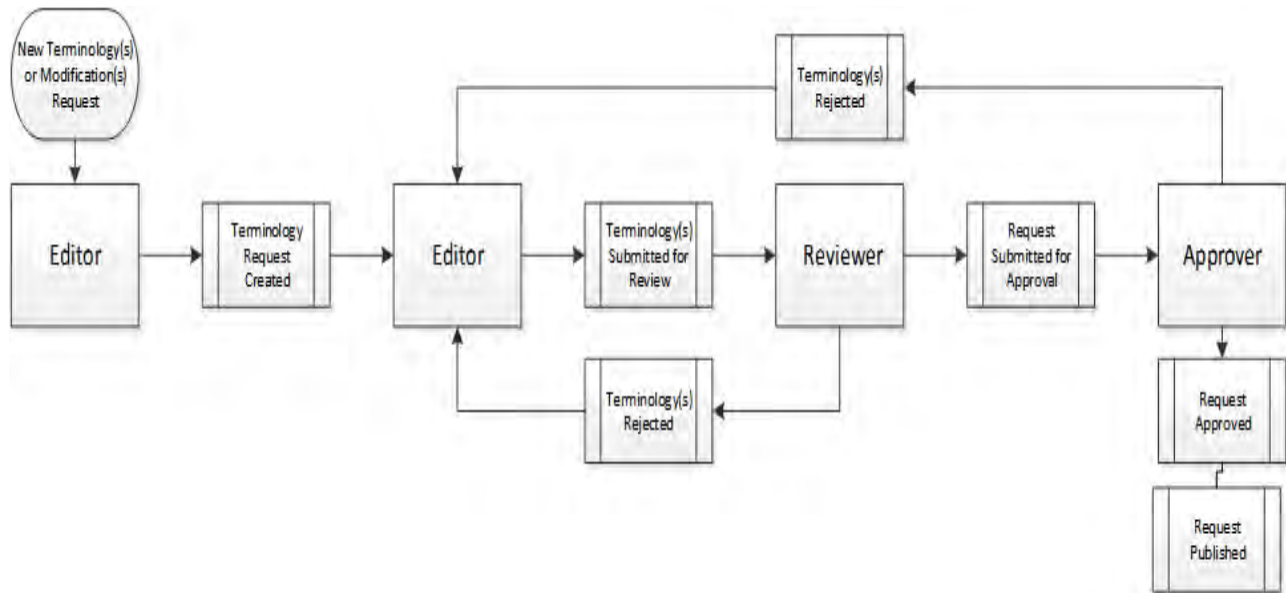 New Terminology(s)
or Modification(s)
Request
Terminology(s)
Rejected
Editor
Terminology
Request
Created
Editor
Terminology(s)
Submitted for
Review
Reviewer
Request
Submitted for
Approval
Approver
Terminology(s)
Rejected
Request
Approved
Request
Published